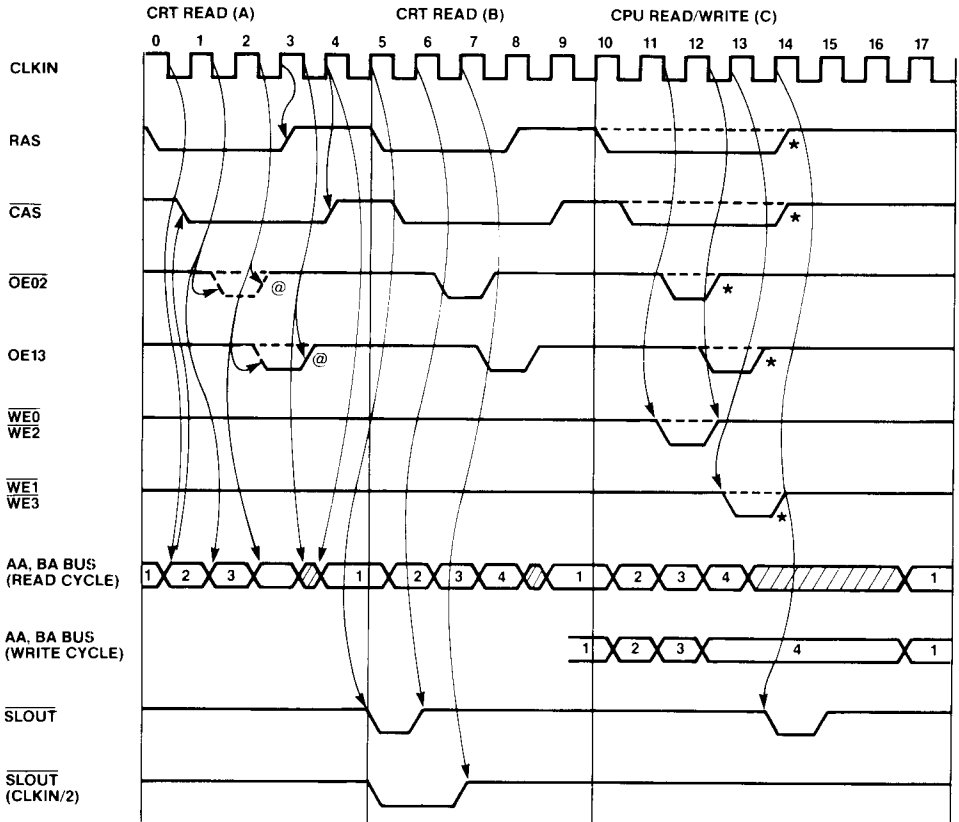 CRT READ (A) CRT READ (B) CPU READ/WRITE (C)
0 1 2 3 4 5 6 7 8 9 10 11 12 13 14 15 16 17
CLKIN
RAS
*
CAS
*
OE02
@
*
OE13
@
*
WE0
WE2
WE1
WE3
*
AA, BA BUS
(READ CYCLE)
1 2 3 1 2 3 4 1 2 3 4 1
AA, BA BUS
(WRITE CYCLE)
1 2 3 4 1
SLOUT
SLOUT
(CLKIN/2)